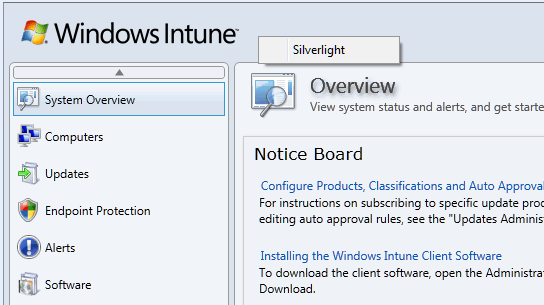 Windows Intune
Silverlight
System Overview
Computers
Updates
Endpoint Protection
Alerts
Software
Overview
View system status and alerts, and get starte
Notice Board
Configure Products, Classifications and Auto Approval
For instructions on subscribing to specific update prod
editing auto approval rules, see the "Updates Adminis
Installing the Windows Intune Client Software
To download the client software, open the Administrat
Download.